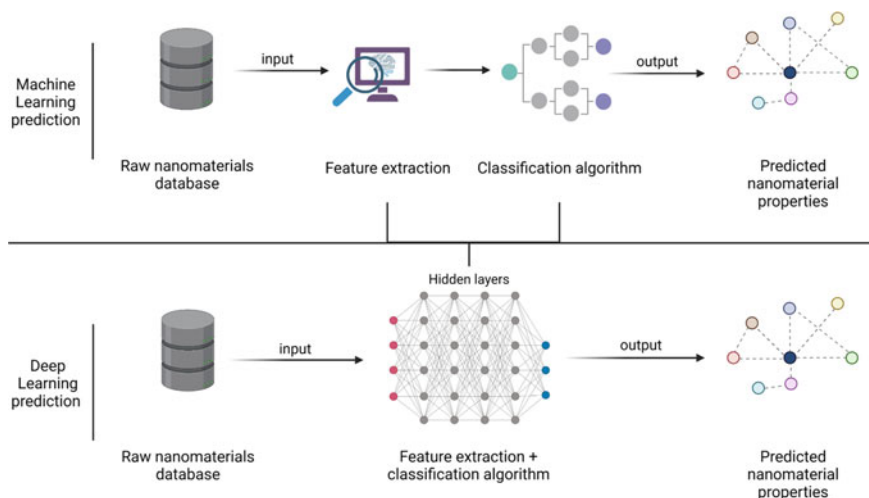 Machine
Learning
prediction
input
output
Raw nanomaterials
database
Feature extraction
Classification algorithm
Predicted
nanomaterial
properties
Hidden layers
Deep
Learning
prediction
input
output
Raw nanomaterials
database
Feature extraction +
classification algorithm
Predicted
nanomaterial
properties